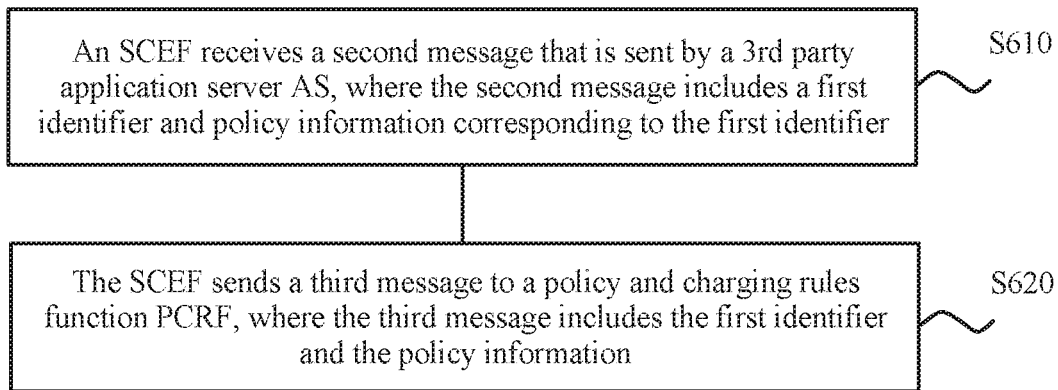 An SCEF receives a second message that is sent by a 3rd party
application server AS, where the second message includes a first
identifier and policy information corresponding to the first identifier
S610
The SCEF sends a third message to a policy and charging rules
function PCRF, where the third message includes the first identifier
and the policy information
S620